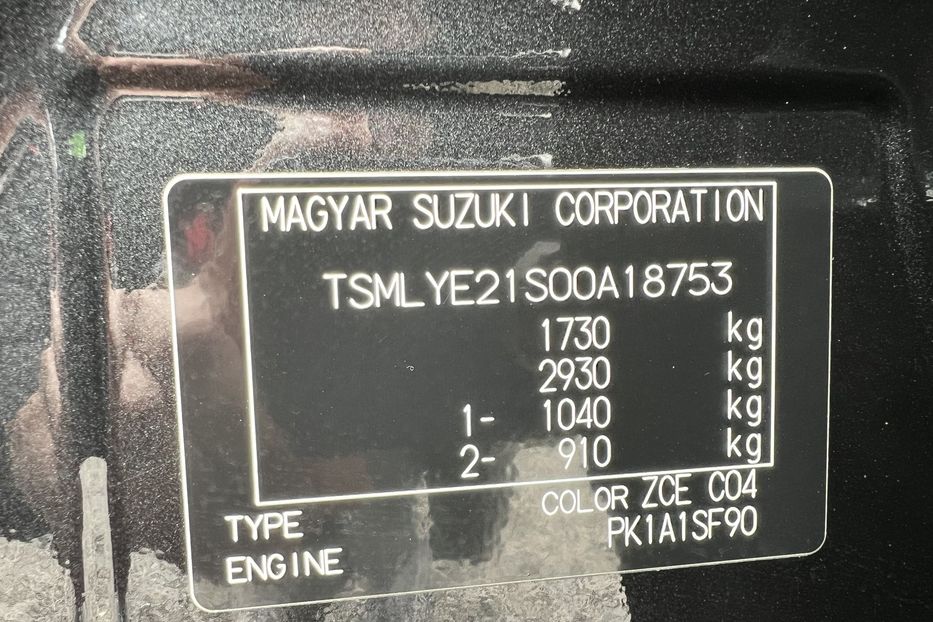 MAGYAR SUZUKI CORPORATION
TSMLYE21S00A18753
1730 kg
2930 kg
1- 1040 kg
2- 910 kg
COLOR ZCE C04
TYPE PK1A1SF90
ENGINE